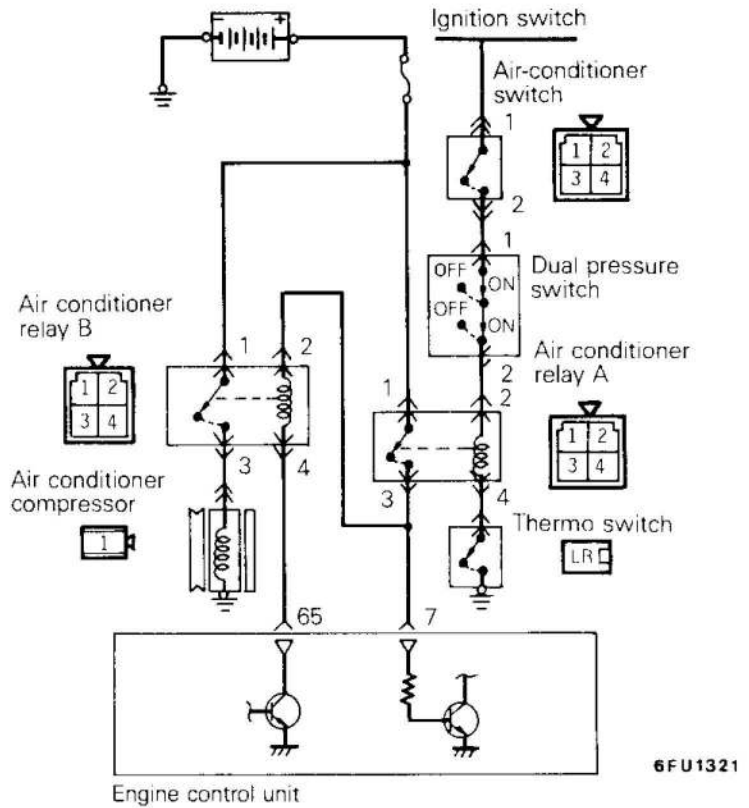 Ignition switch
Air-conditioner
switch
1
1 2
3 4
2
1
Dual pressure
switch
OFF ON
OFF ON
2
Air conditioner
relay B
1 2
3 4
1 2
3 4
Air conditioner
relay A
1 2
3 4
1 2
3 4
Air conditioner
compressor
1
Thermo switch
LR
65 7
Engine control unit
6FU1321